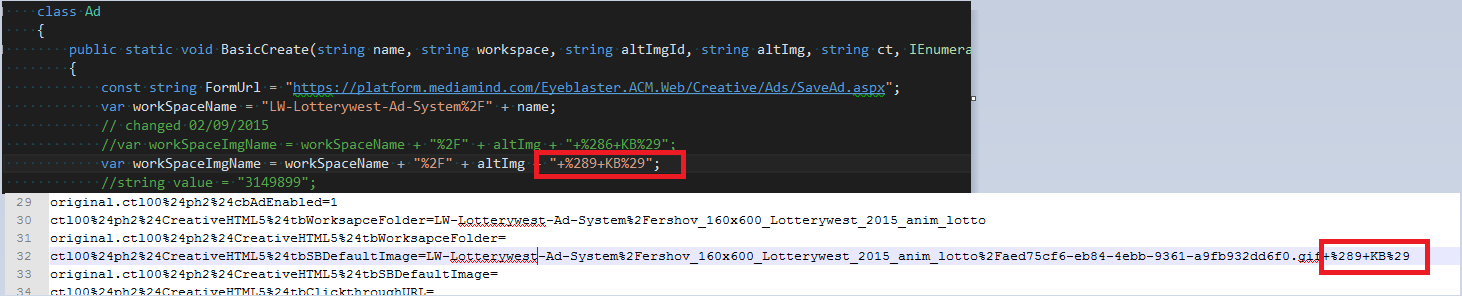 class Ad
{
public static void BasicCreate(string name, string workspace, string altImgId, string altImg, string ct, IEnumera
{
const string FormUrl = "https://platform.mediamind.com/Eyeblaster.ACM.Web/Creative/Ads/SaveAd.aspx";
var workSpaceName = "LW-Lotterywest-Ad-System%2F" + name;
// changed 02/09/2015
//var workSpaceImgName = workSpaceName + "%2F" + altImg + "+%286+KB%29";
var workSpaceImgName = workSpaceName + "%2F" + altImg + "+%289+KB%29";
//string value = "3149899";
29 original.ctl00%24ph2%24cbAdEnabled=1
30 ctl00%24ph2%24CreativeHTML5%24tbWorksapceFolder=LW-Lotterywest-Ad-System%2Fershov_160x600_Lotterywest_2015_anim_lotto
31 original.ctl00%24ph2%24CreativeHTML5%24tbWorksapceFolder=
32 ctl00%24ph2%24CreativeHTML5%24tbSBDefaultImage=LW-Lotterywest-Ad-System%2Fershov_160x600_Lotterywest_2015_anim_lotto%2Faed75cf6-eb84-4ebb-9361-a9fb932dd6f0.gif+%289+KB%29
33 original.ctl00%24ph2%24CreativeHTML5%24tbSBDefaultImage=
34 ctl00%24ph2%24CreativeHTML5%24tbClickthroughURL=